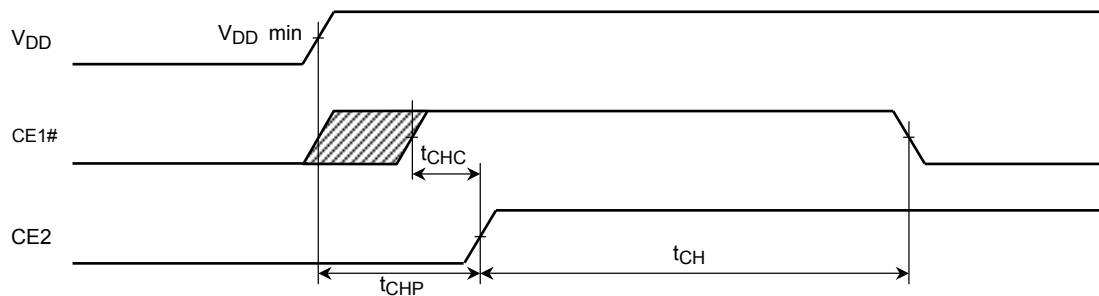 VDD
VDD min
CE1#
tCHC
CE2
tCHP
tCH